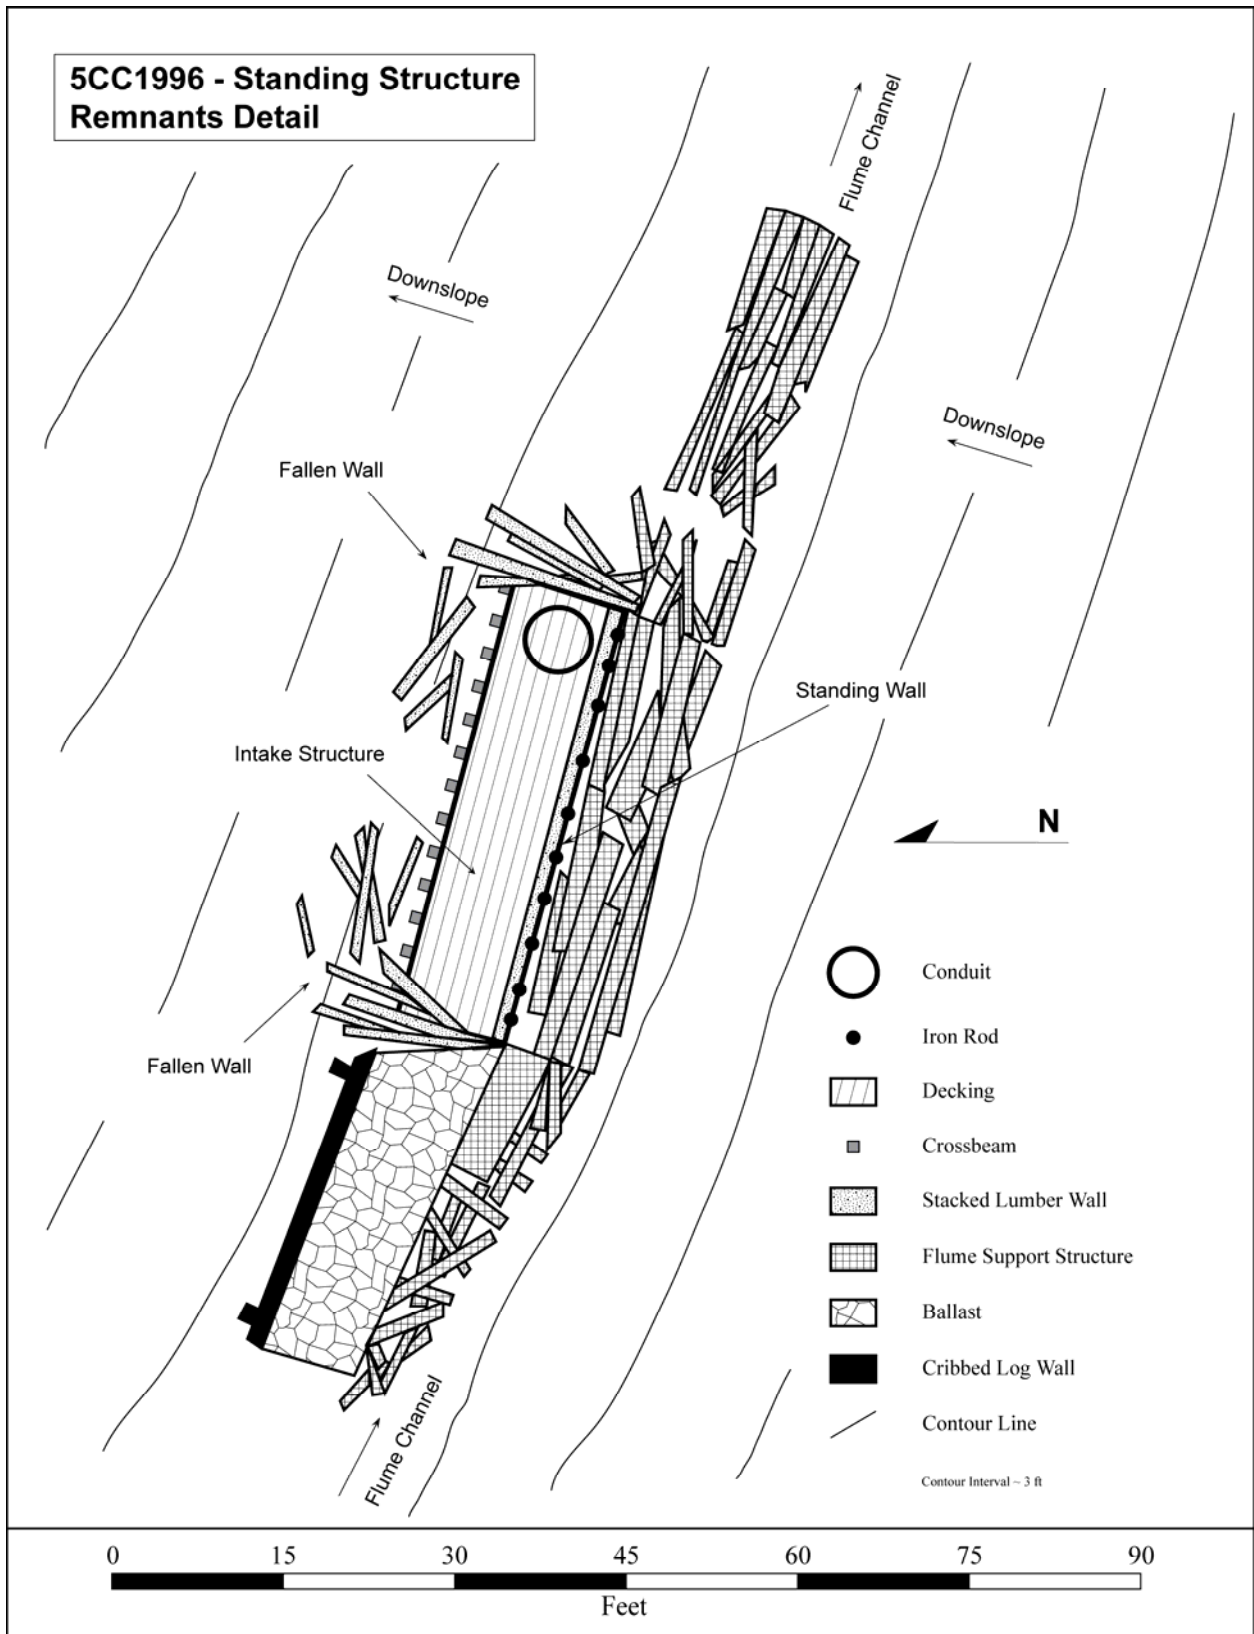 5CC1996 - Standing Structure
Remnants Detail
Flume Channel
Downslope
Downslope
Fallen Wall
Standing Wall
Intake Structure
N
Conduit
Iron Rod
Fallen Wall
Decking
Crossbeam
Stacked Lumber Wall
Flume Support Structure
Ballast
Cribbed Log Wall
Contour Line
Flume Channel
Contour Interval ~ 3 ft
0 15 30 45 60 75 90
Feet